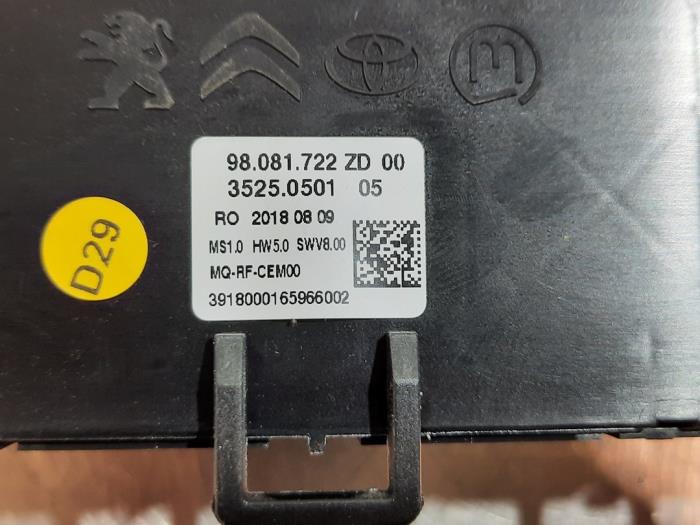 98.081.722 ZD 00
3525.0501 05
RO 2018 08 09
MS1.0 HW5.0 SWV8.00
MQ-RF-CEM00
3918000165966002
D29
m